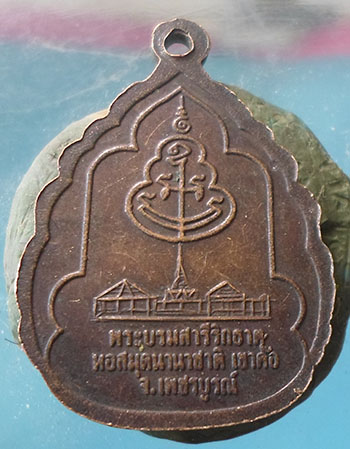 พระบรมสารีริกธาตุ
หอสมุดนานาชาติ เขาค้อ
จ.เพชรบูรณ์